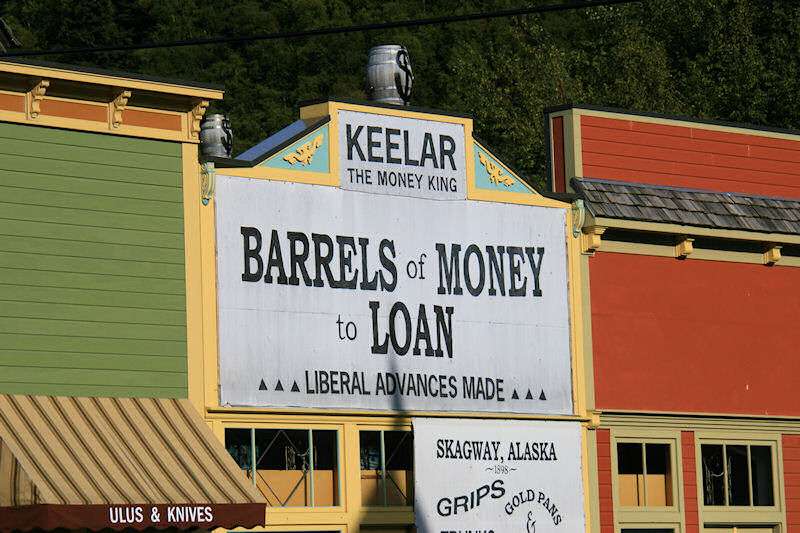 $
KEELAR
THE MONEY KING
BARRELS of MONEY
to LOAN
▲▲▲ LIBERAL ADVANCES MADE ▲▲▲
SKAGWAY, ALASKA
~1898~
GRIPS
GOLD PANS
&
ULUS & KNIVES